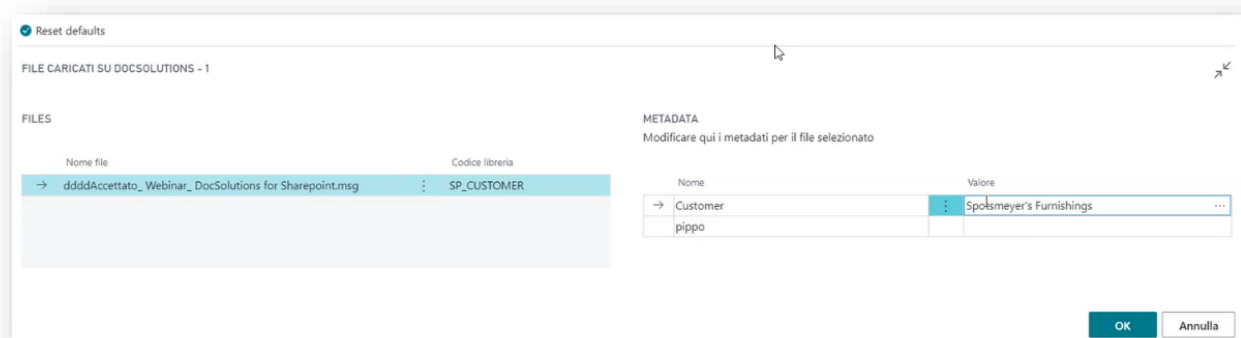 Reset defaults
FILE CARICATI SU DOCSOLUTIONS - 1
FILES
Nome file Codice libreria
ddddAccettato_ Webinar_ DocSolutions for Sharepoint.msg SP_CUSTOMER
METADATA
Modificare qui i metadati per il file selezionato
Nome Valore
Customer Spotsmeyer's Furnishings
pippo
OK Annulla